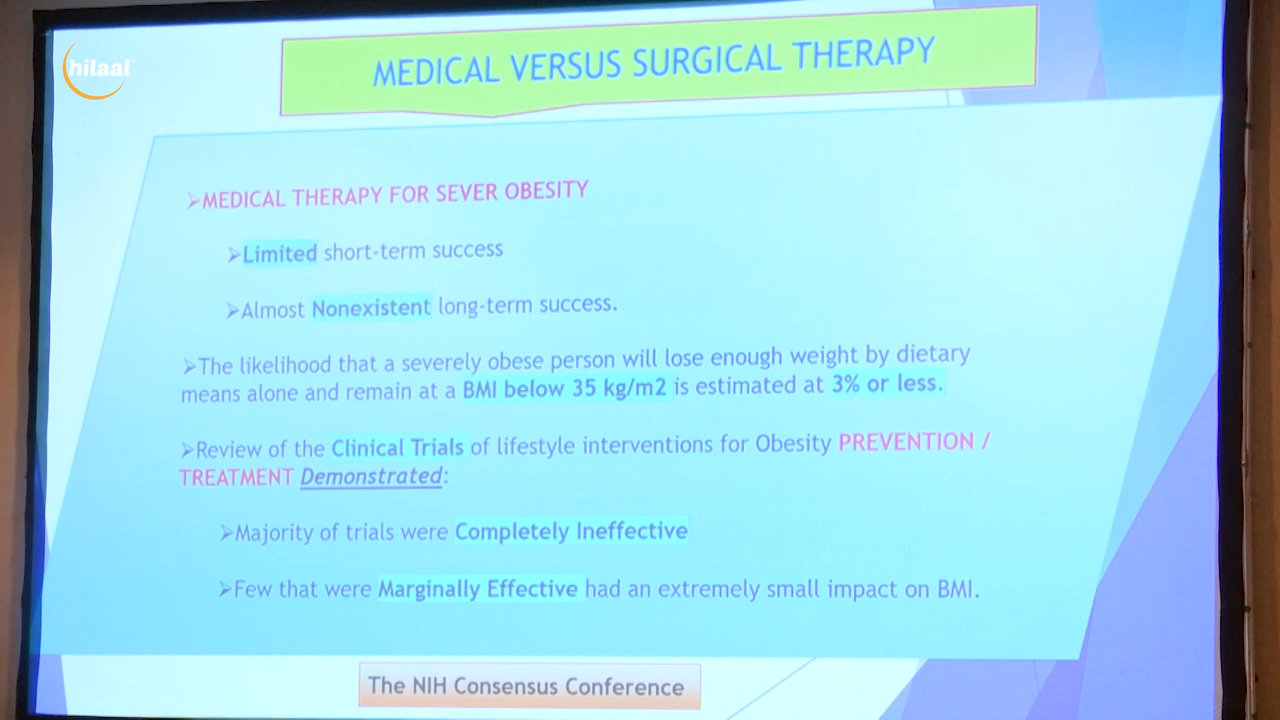 hilaal
MEDICAL VERSUS SURGICAL THERAPY
➢MEDICAL THERAPY FOR SEVER OBESITY
➢Limited short-term success
➢Almost Nonexistent long-term success.
➢The likelihood that a severely obese person will lose enough weight by dietary
means alone and remain at a BMI below 35 kg/m2 is estimated at 3% or less.
➢Review of the Clinical Trials of lifestyle interventions for Obesity PREVENTION /
TREATMENT Demonstrated:
➢Majority of trials were Completely Ineffective
➢Few that were Marginally Effective had an extremely small impact on BMI.
The NIH Consensus Conference